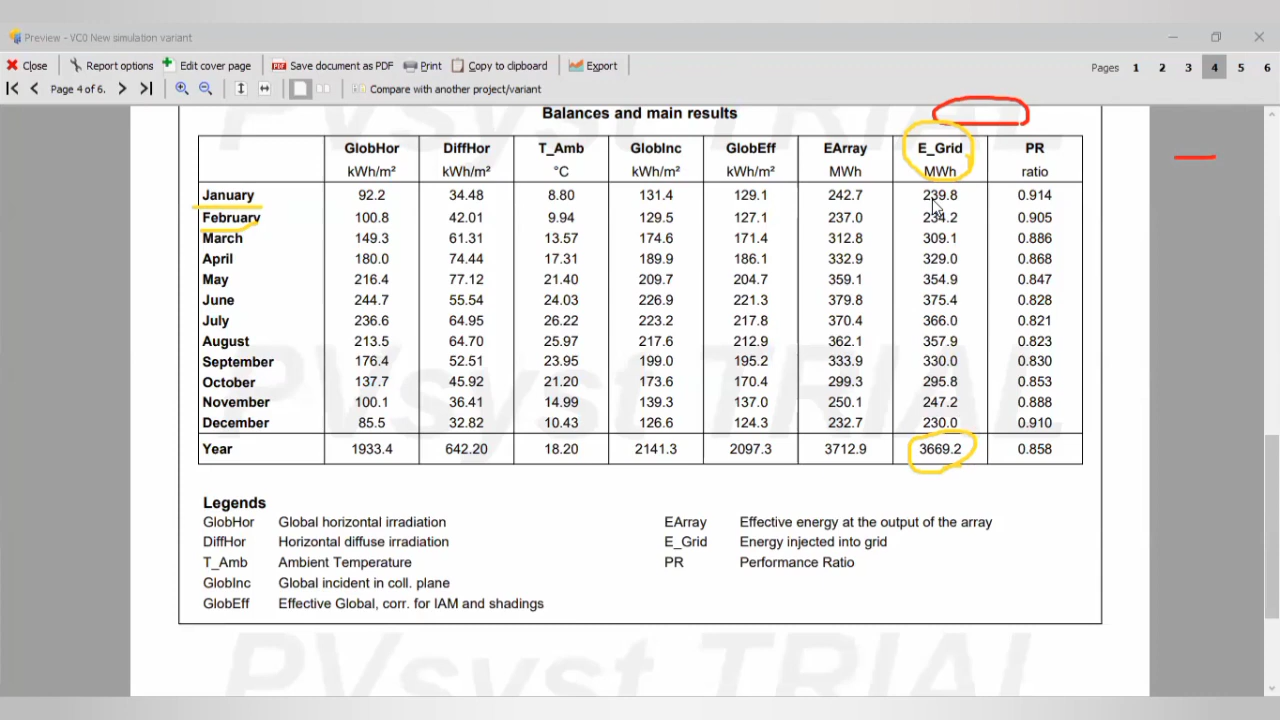 Preview - VC0 New simulation variant
Close Report options Edit cover page Save document as PDF Print Copy to clipboard Export Pages 1 2 3 4 5 6
Page 4 of 6. Compare with another project/variant
Balances and main results
GlobHor DiffHor T_Amb GlobInc GlobEff EArray E_Grid PR
kWh/m² kWh/m² °C kWh/m² kWh/m² MWh MWh ratio
January 92.2 34.48 8.80 131.4 129.1 242.7 239.8 0.914
February 100.8 42.01 9.94 129.5 127.1 237.0 234.2 0.905
March 149.3 61.31 13.57 174.6 171.4 312.8 309.1 0.886
April 180.0 74.44 17.31 189.9 186.1 332.9 329.0 0.868
May 216.4 77.12 21.40 209.7 204.7 359.1 354.9 0.847
June 244.7 55.54 24.03 226.9 221.3 379.8 375.4 0.828
July 236.6 64.95 26.22 223.2 217.8 370.4 366.0 0.821
August 213.5 64.70 25.97 217.6 212.9 362.1 357.9 0.823
September 176.4 52.51 23.95 199.0 195.2 333.9 330.0 0.830
October 137.7 45.92 21.20 173.6 170.4 299.3 295.8 0.853
November 100.1 36.41 14.99 139.3 137.0 250.1 247.2 0.888
December 85.5 32.82 10.43 126.6 124.3 232.7 230.0 0.910
Year 1933.4 642.20 18.20 2141.3 2097.3 3712.9 3669.2 0.858
Legends
GlobHor Global horizontal irradiation EArray Effective energy at the output of the array
DiffHor Horizontal diffuse irradiation E_Grid Energy injected into grid
T_Amb Ambient Temperature PR Performance Ratio
GlobInc Global incident in coll. plane
GlobEff Effective Global, corr. for IAM and shadings
PVsyst TRIAL
PVsyst TRIAL
PVsyst TRIAL